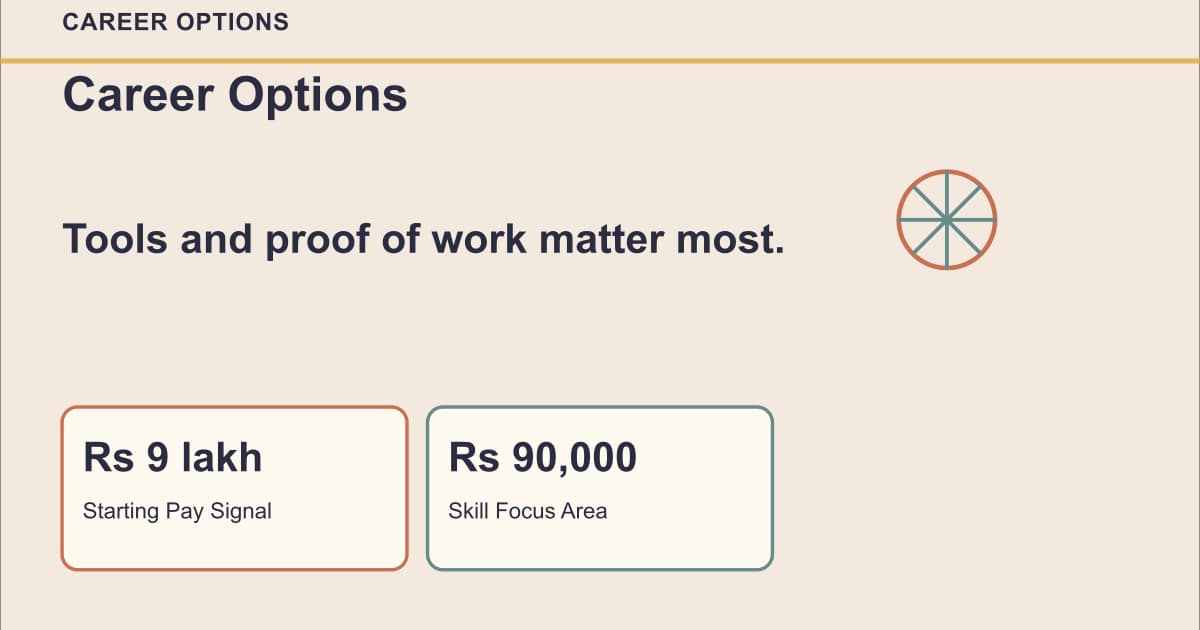 CAREER OPTIONS
Career Options
Tools and proof of work matter most.
Rs 9 lakh
Starting Pay Signal
Rs 90,000
Skill Focus Area